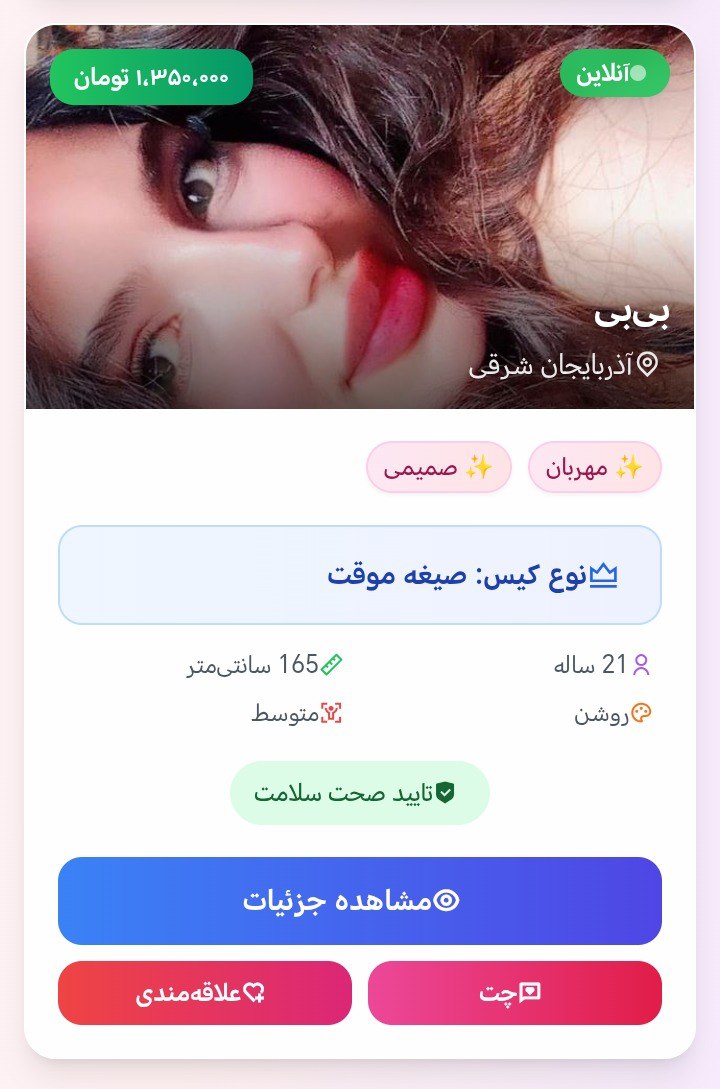 آنلاین
۱،۳۵۰،۰۰۰ تومان
بی‌بی
آذربایجان شرقی
✨ مهربان
✨ صمیمی
نوع کیس: صیغه موقت
21 ساله
165 سانتی‌متر
روشن
متوسط
تایید صحت سلامت
مشاهده جزئیات
چت
علاقه‌مندی